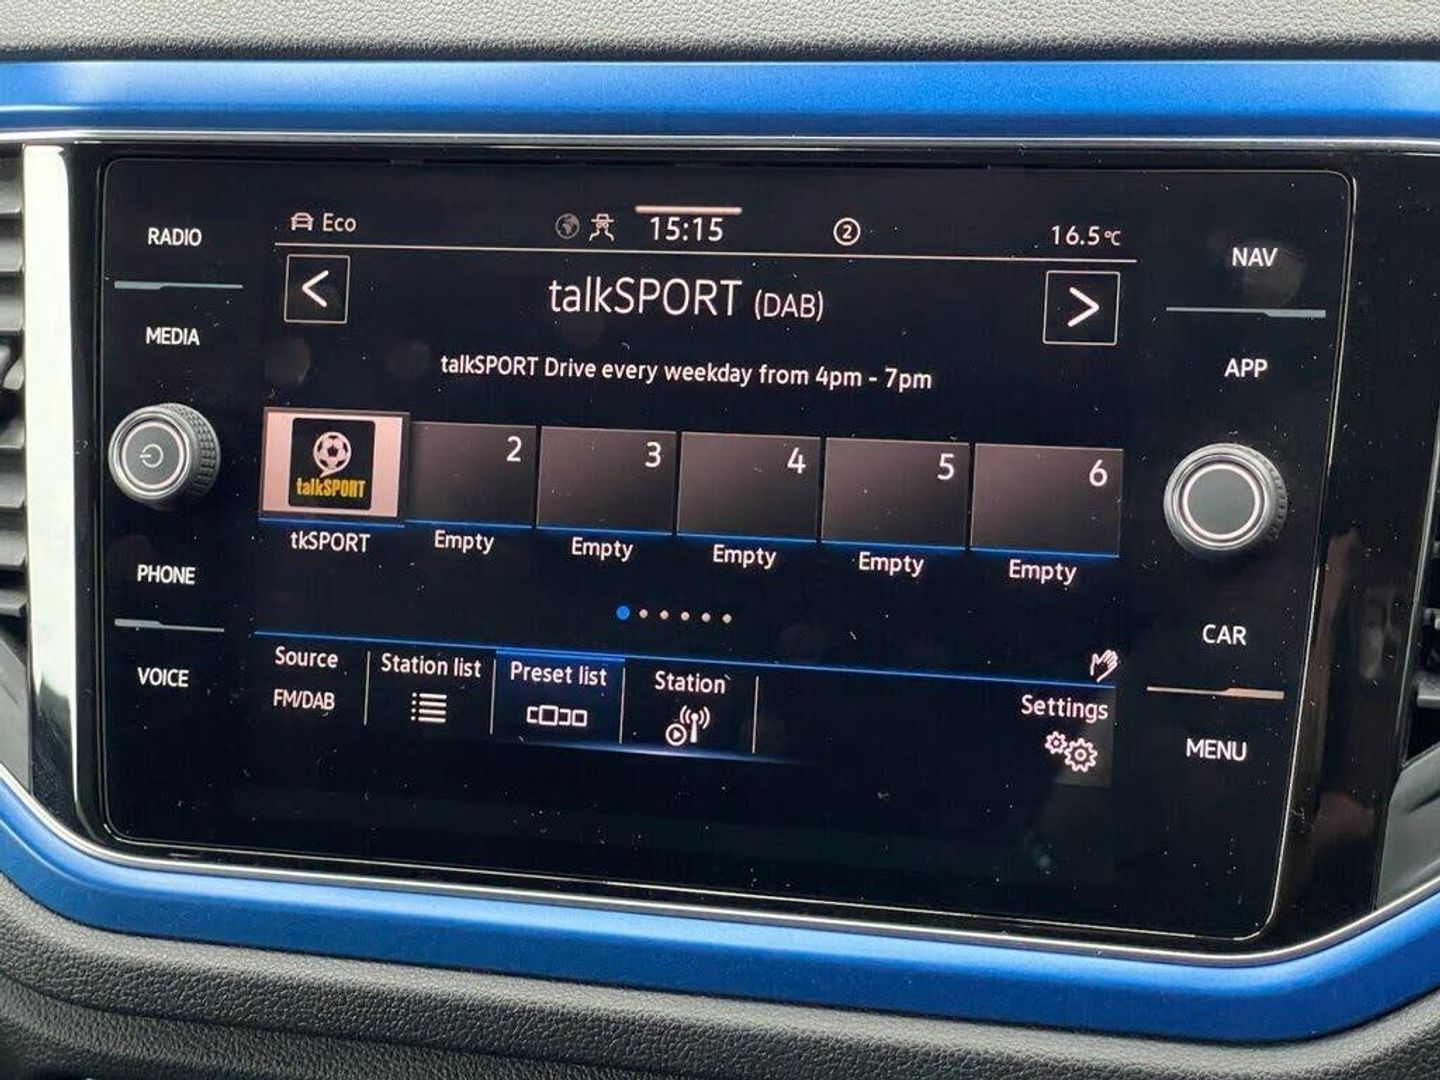 RADIO
MEDIA
PHONE
VOICE
Eco
15:15
2
16.5°C
talkSPORT (DAB)
talkSPORT Drive every weekday from 4pm - 7pm
talkSPORT
2
3
4
5
6
tkSPORT
Empty
Empty
Empty
Empty
Empty
Source
FM/DAB
Station list
Preset list
Station
Settings
NAV
APP
CAR
MENU